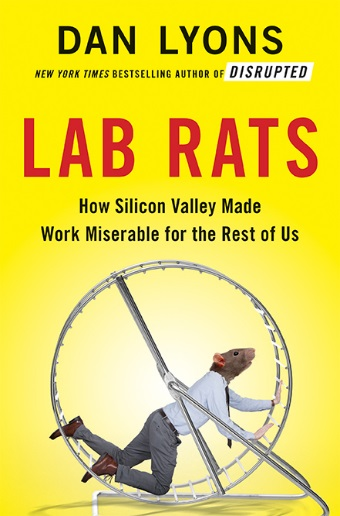 DAN LYONS
NEW YORK TIMES BESTSELLING AUTHOR OF DISRUPTED
LAB RATS
How Silicon Valley Made
Work Miserable for the Rest of Us